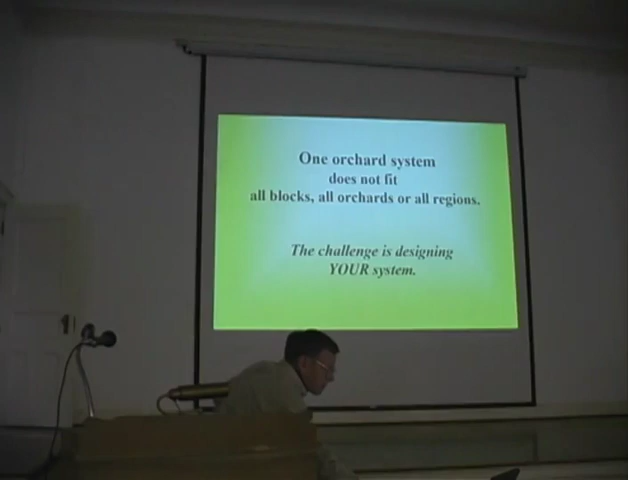 One orchard system
does not fit
all blocks, all orchards or all regions.
The challenge is designing
YOUR system.